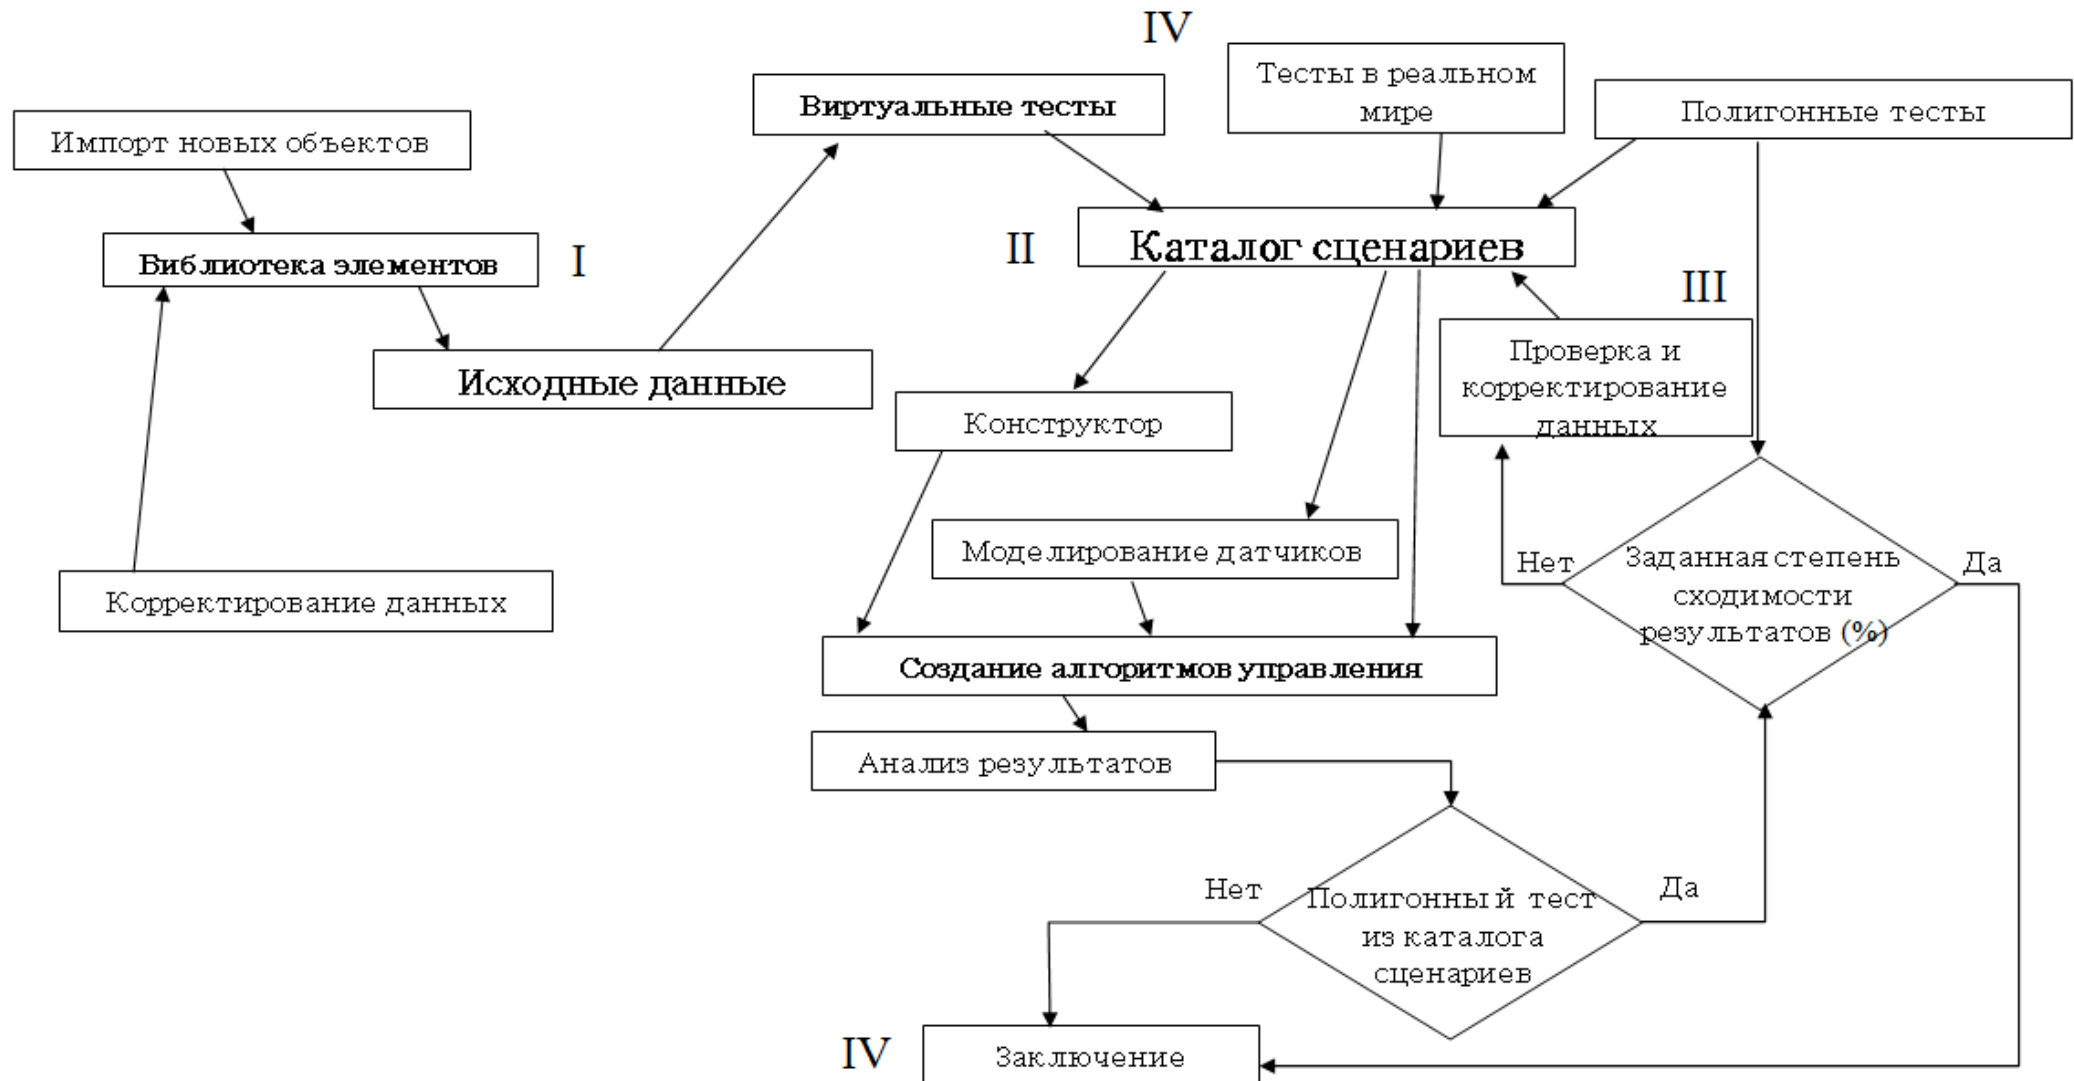 IV
Тесты в реальном
мире
Виртуальные тесты
Полигонные тесты
Импорт новых объектов
Библиотека элементов
I
II
Каталог сценариев
III
Исходные данные
Проверка и
корректирование
данных
Конструктор
Моделирование датчиков
Нет
Заданная степень
сходимости
результатов (%)
Да
Корректирование данных
Создание алгоритмов управления
Анализ результатов
Нет
Полигонный тест
из каталога
сценариев
Да
IV
Заключение